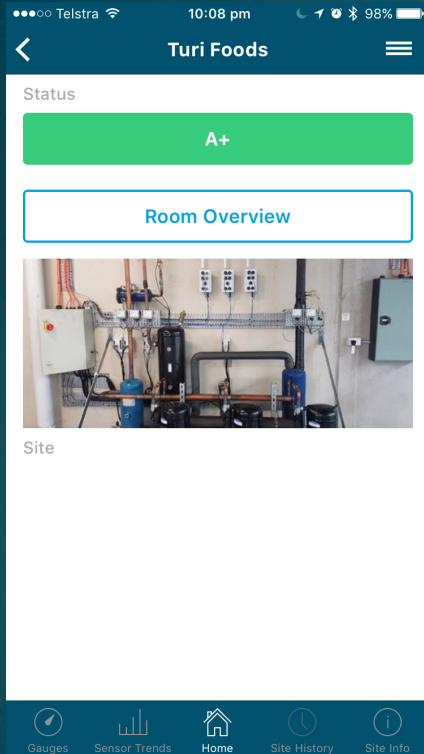 Telstra 10:08 pm 98%
Turi Foods
Status
A+
Room Overview
Site
Gauges Sensor Trends Home Site History Site Info